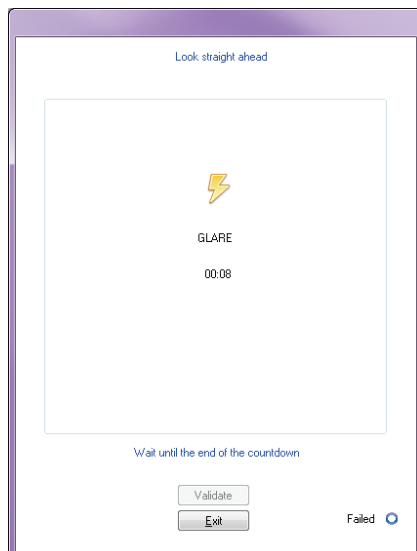 Look straight ahead
GLARE
00:08
Wait until the end of the countdown
Validate
Exit
Failed